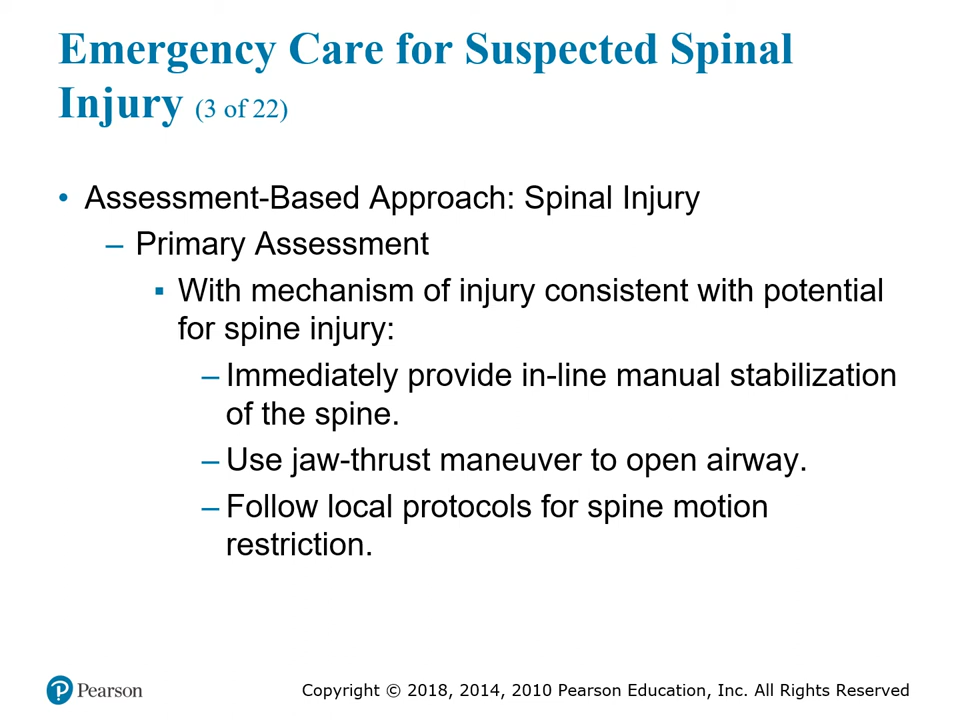 Emergency Care for Suspected Spinal
Injury (3 of 22)
• Assessment-Based Approach: Spinal Injury
– Primary Assessment
▪ With mechanism of injury consistent with potential
for spine injury:
– Immediately provide in-line manual stabilization
of the spine.
– Use jaw-thrust maneuver to open airway.
– Follow local protocols for spine motion
restriction.
Pearson
Copyright © 2018, 2014, 2010 Pearson Education, Inc. All Rights Reserved